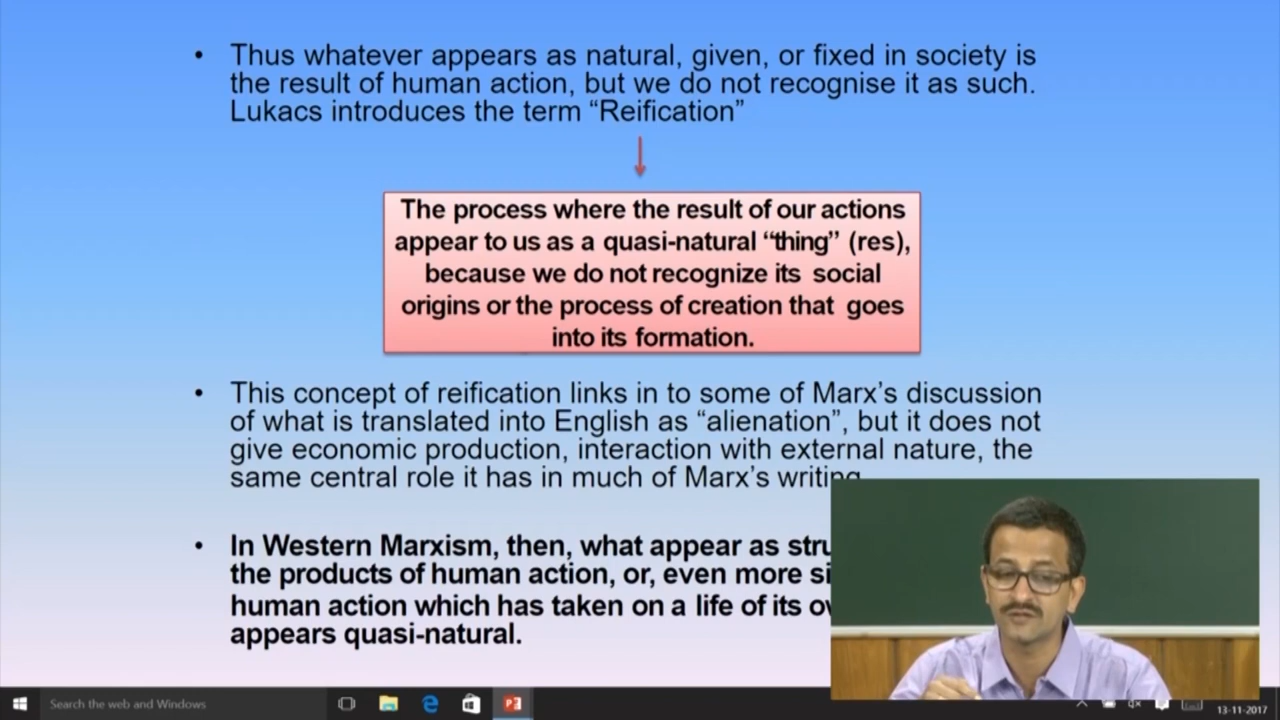 • Thus whatever appears as natural, given, or fixed in society is
the result of human action, but we do not recognise it as such.
Lukacs introduces the term “Reification”
The process where the result of our actions
appear to us as a quasi-natural “thing” (res),
because we do not recognize its social
origins or the process of creation that goes
into its formation.
• This concept of reification links in to some of Marx’s discussion
of what is translated into English as “alienation”, but it does not
give economic production, interaction with external nature, the
same central role it has in much of Marx’s writing
• In Western Marxism, then, what appear as
the products of human action, or, even more
human action which has taken on a life of its
appears quasi-natural.
Search the web and Windows
13-11-2017